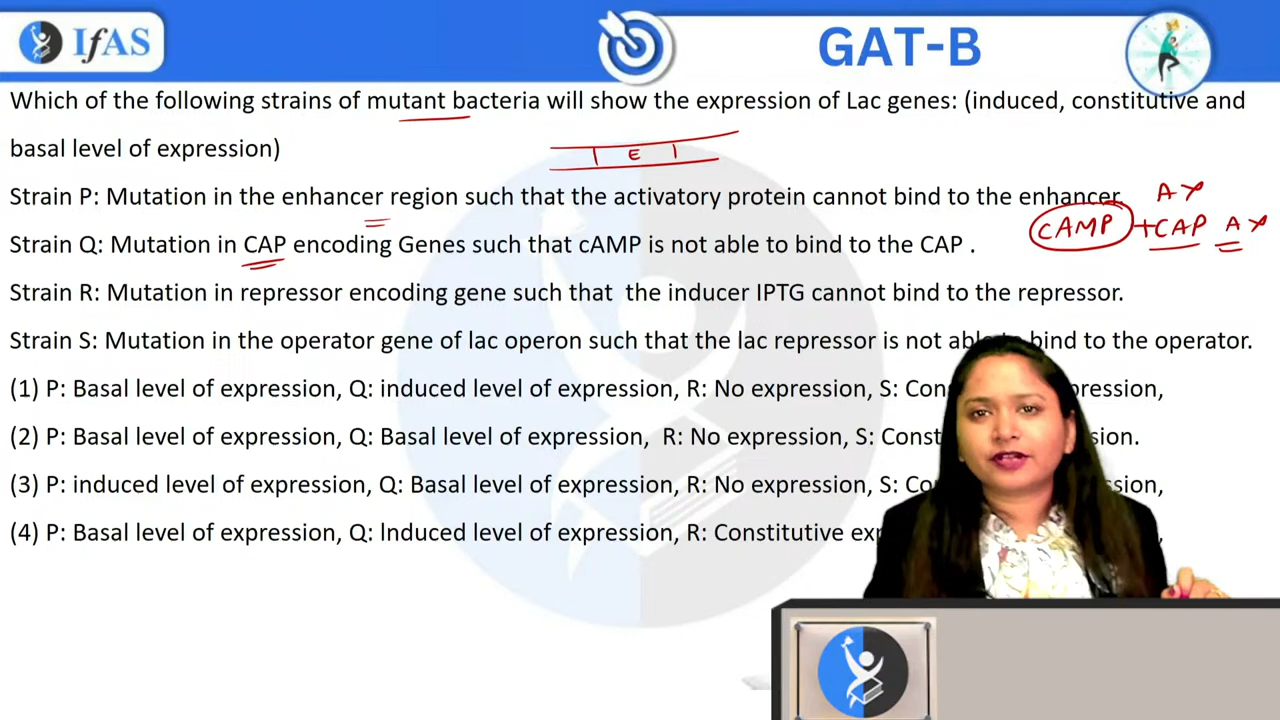 IfAS
GAT-B
Which of the following strains of mutant bacteria will show the expression of Lac genes: (induced, constitutive and
basal level of expression)
E
Strain P: Mutation in the enhancer region such that the activatory protein cannot bind to the enhancer.
A x
Strain Q: Mutation in CAP encoding Genes such that cAMP is not able to bind to the CAP .
cAMP + CAP A x
Strain R: Mutation in repressor encoding gene such that the inducer IPTG cannot bind to the repressor.
Strain S: Mutation in the operator gene of lac operon such that the lac repressor is not bind to the operator.
(1) P: Basal level of expression, Q: induced level of expression, R: No expression, S:
(2) P: Basal level of expression, Q: Basal level of expression, R: No expression, S:
(3) P: induced level of expression, Q: Basal level of expression, R: No expression, S:
(4) P: Basal level of expression, Q: Induced level of expression, R: Constitutive